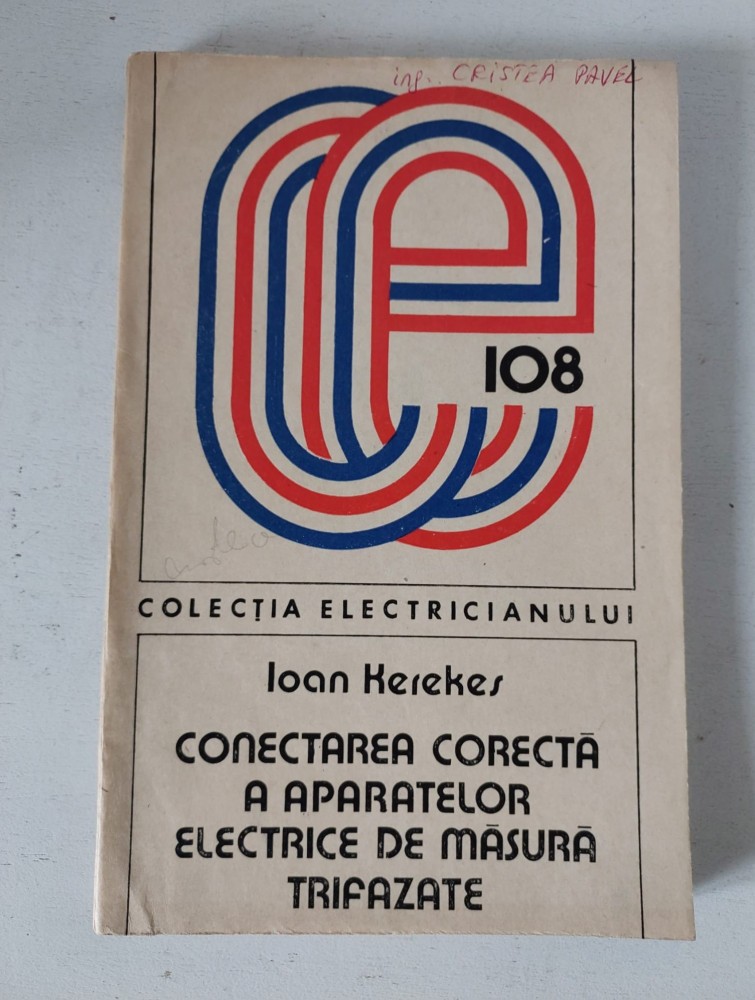 ing. CRISTEA PAVEL
108
COLECȚIA ELECTRICIANULUI
Ioan Kerekes
CONECTAREA CORECTĂ
A APARATELOR
ELECTRICE DE MĂSURĂ
TRIFAZATE